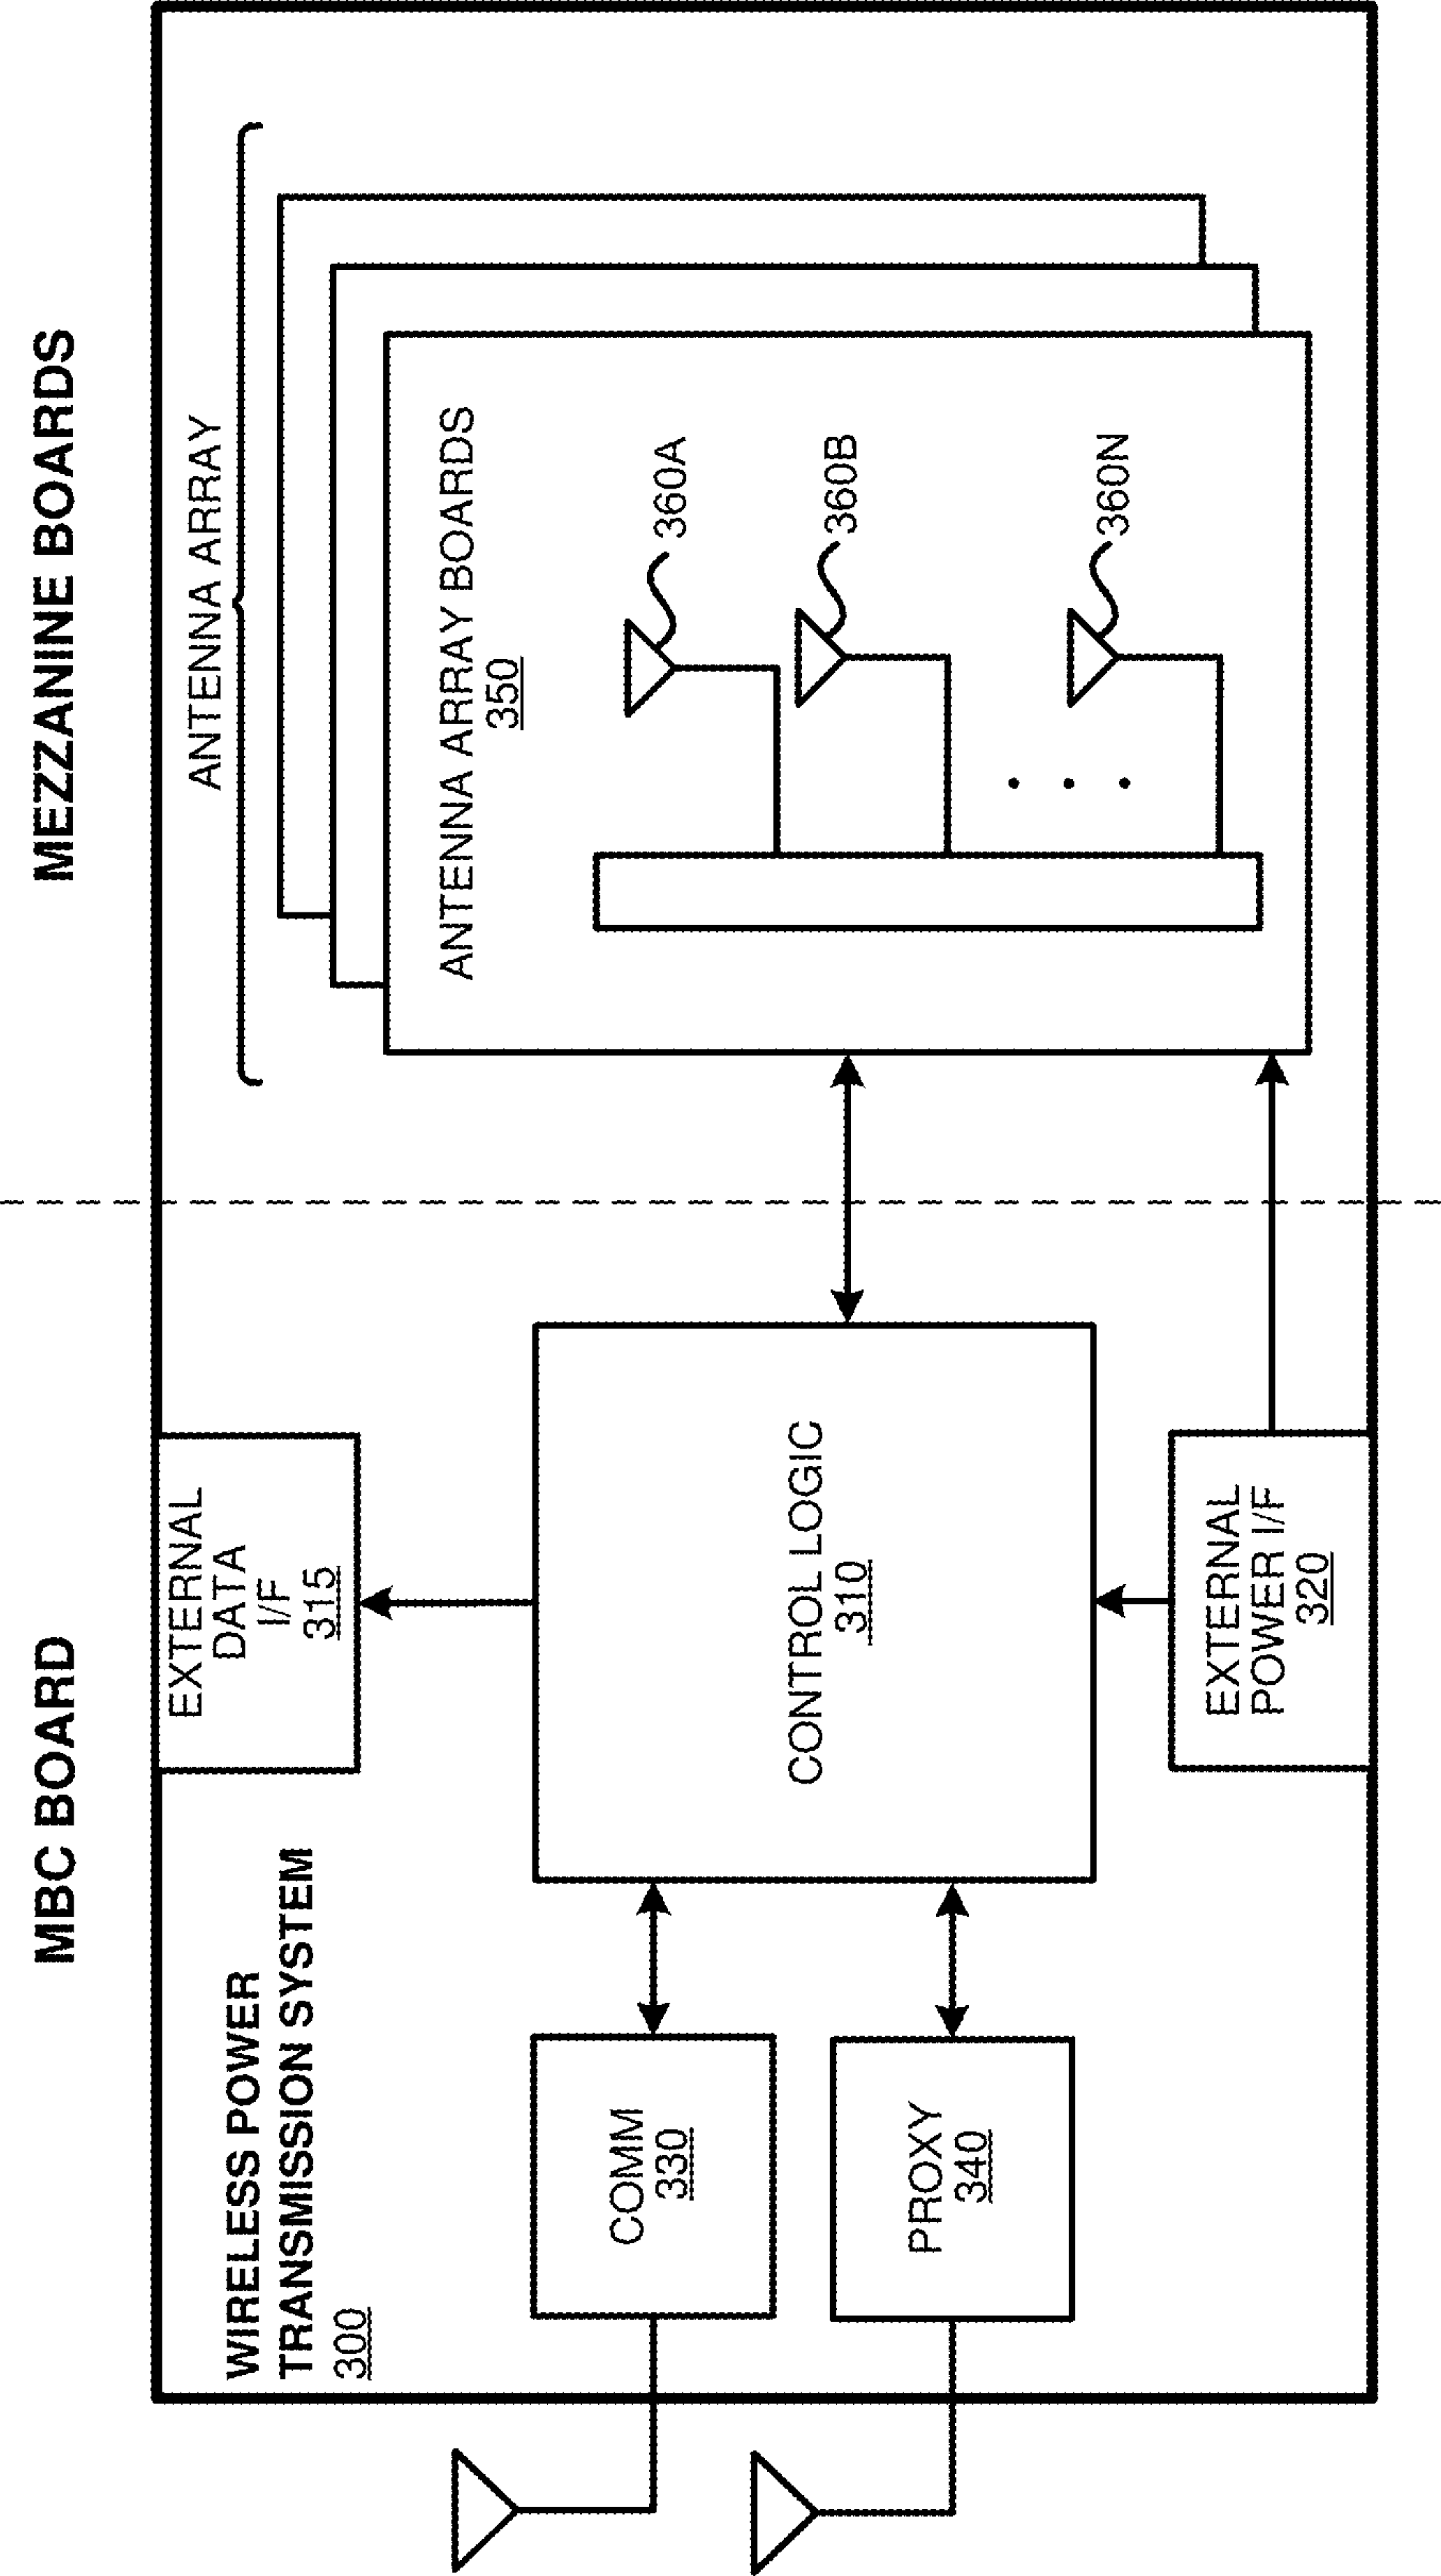 MBC BOARD
MEZZANINE BOARDS
WIRELESS POWER
TRANSMISSION SYSTEM
300
EXTERNAL
DATA
I/F
315
ANTENNA ARRAY
COMM
330
PROXY
340
CONTROL LOGIC
310
EXTERNAL
POWER I/F
320
ANTENNA ARRAY BOARDS
350
360A
360B
360N